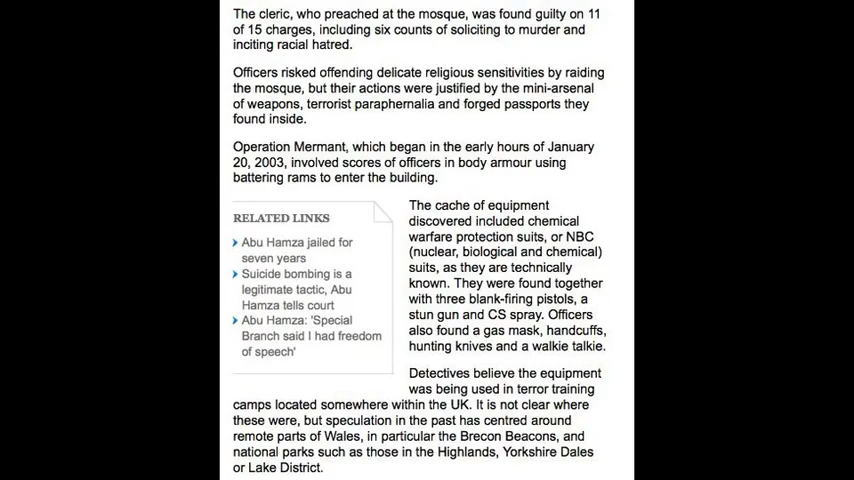 The cleric, who preached at the mosque, was found guilty on 11
of 15 charges, including six counts of soliciting to murder and
inciting racial hatred.
Officers risked offending delicate religious sensitivities by raiding
the mosque, but their actions were justified by the mini-arsenal
of weapons, terrorist paraphernalia and forged passports they
found inside.
Operation Mermant, which began in the early hours of January
20, 2003, involved scores of officers in body armour using
battering rams to enter the building.
RELATED LINKS
Abu Hamza jailed for
seven years
Suicide bombing is a
legitimate tactic, Abu
Hamza tells court
Abu Hamza: 'Special
Branch said I had freedom
of speech'
The cache of equipment
discovered included chemical
warfare protection suits, or NBC
(nuclear, biological and chemical)
suits, as they are technically
known. They were found together
with three blank-firing pistols, a
stun gun and CS spray. Officers
also found a gas mask, handcuffs,
hunting knives and a walkie talkie.
Detectives believe the equipment
was being used in terror training
camps located somewhere within the UK. It is not clear where
these were, but speculation in the past has centred around
remote parts of Wales, in particular the Brecon Beacons, and
national parks such as those in the Highlands, Yorkshire Dales
or Lake District.